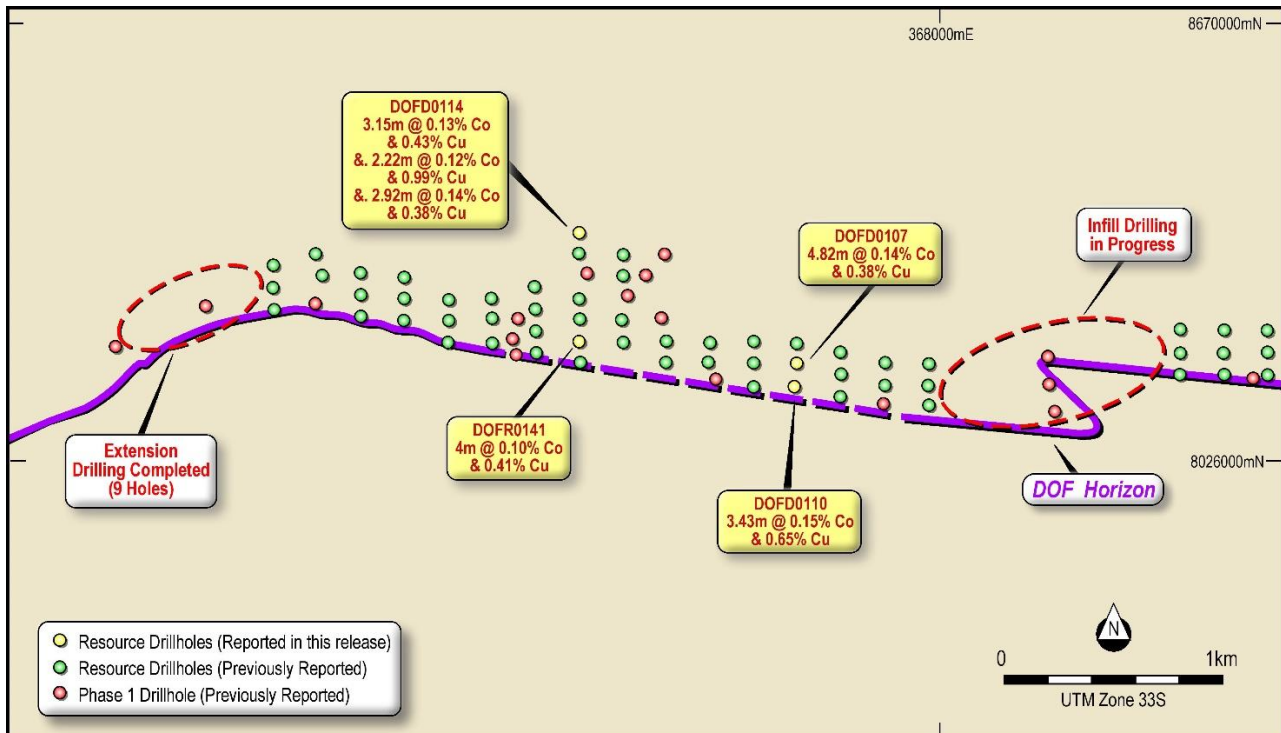 368000mE
8670000mN
DOFD0114
3.15m @ 0.13% Co
& 0.43% Cu
&. 2.22m @ 0.12% Co
& 0.99% Cu
&. 2.92m @ 0.14% Co
& 0.38% Cu
DOFD0107
4.82m @ 0.14% Co
& 0.38% Cu
Infill Drilling
in Progress
Extension
Drilling Completed
(9 Holes)
DOFR0141
4m @ 0.10% Co
& 0.41% Cu
DOFD0110
3.43m @ 0.15% Co
& 0.65% Cu
DOF Horizon
8026000mN
Resource Drillholes (Reported in this release)
Resource Drillholes (Previously Reported)
Phase 1 Drillhole (Previously Reported)
N
0 1km
UTM Zone 33S